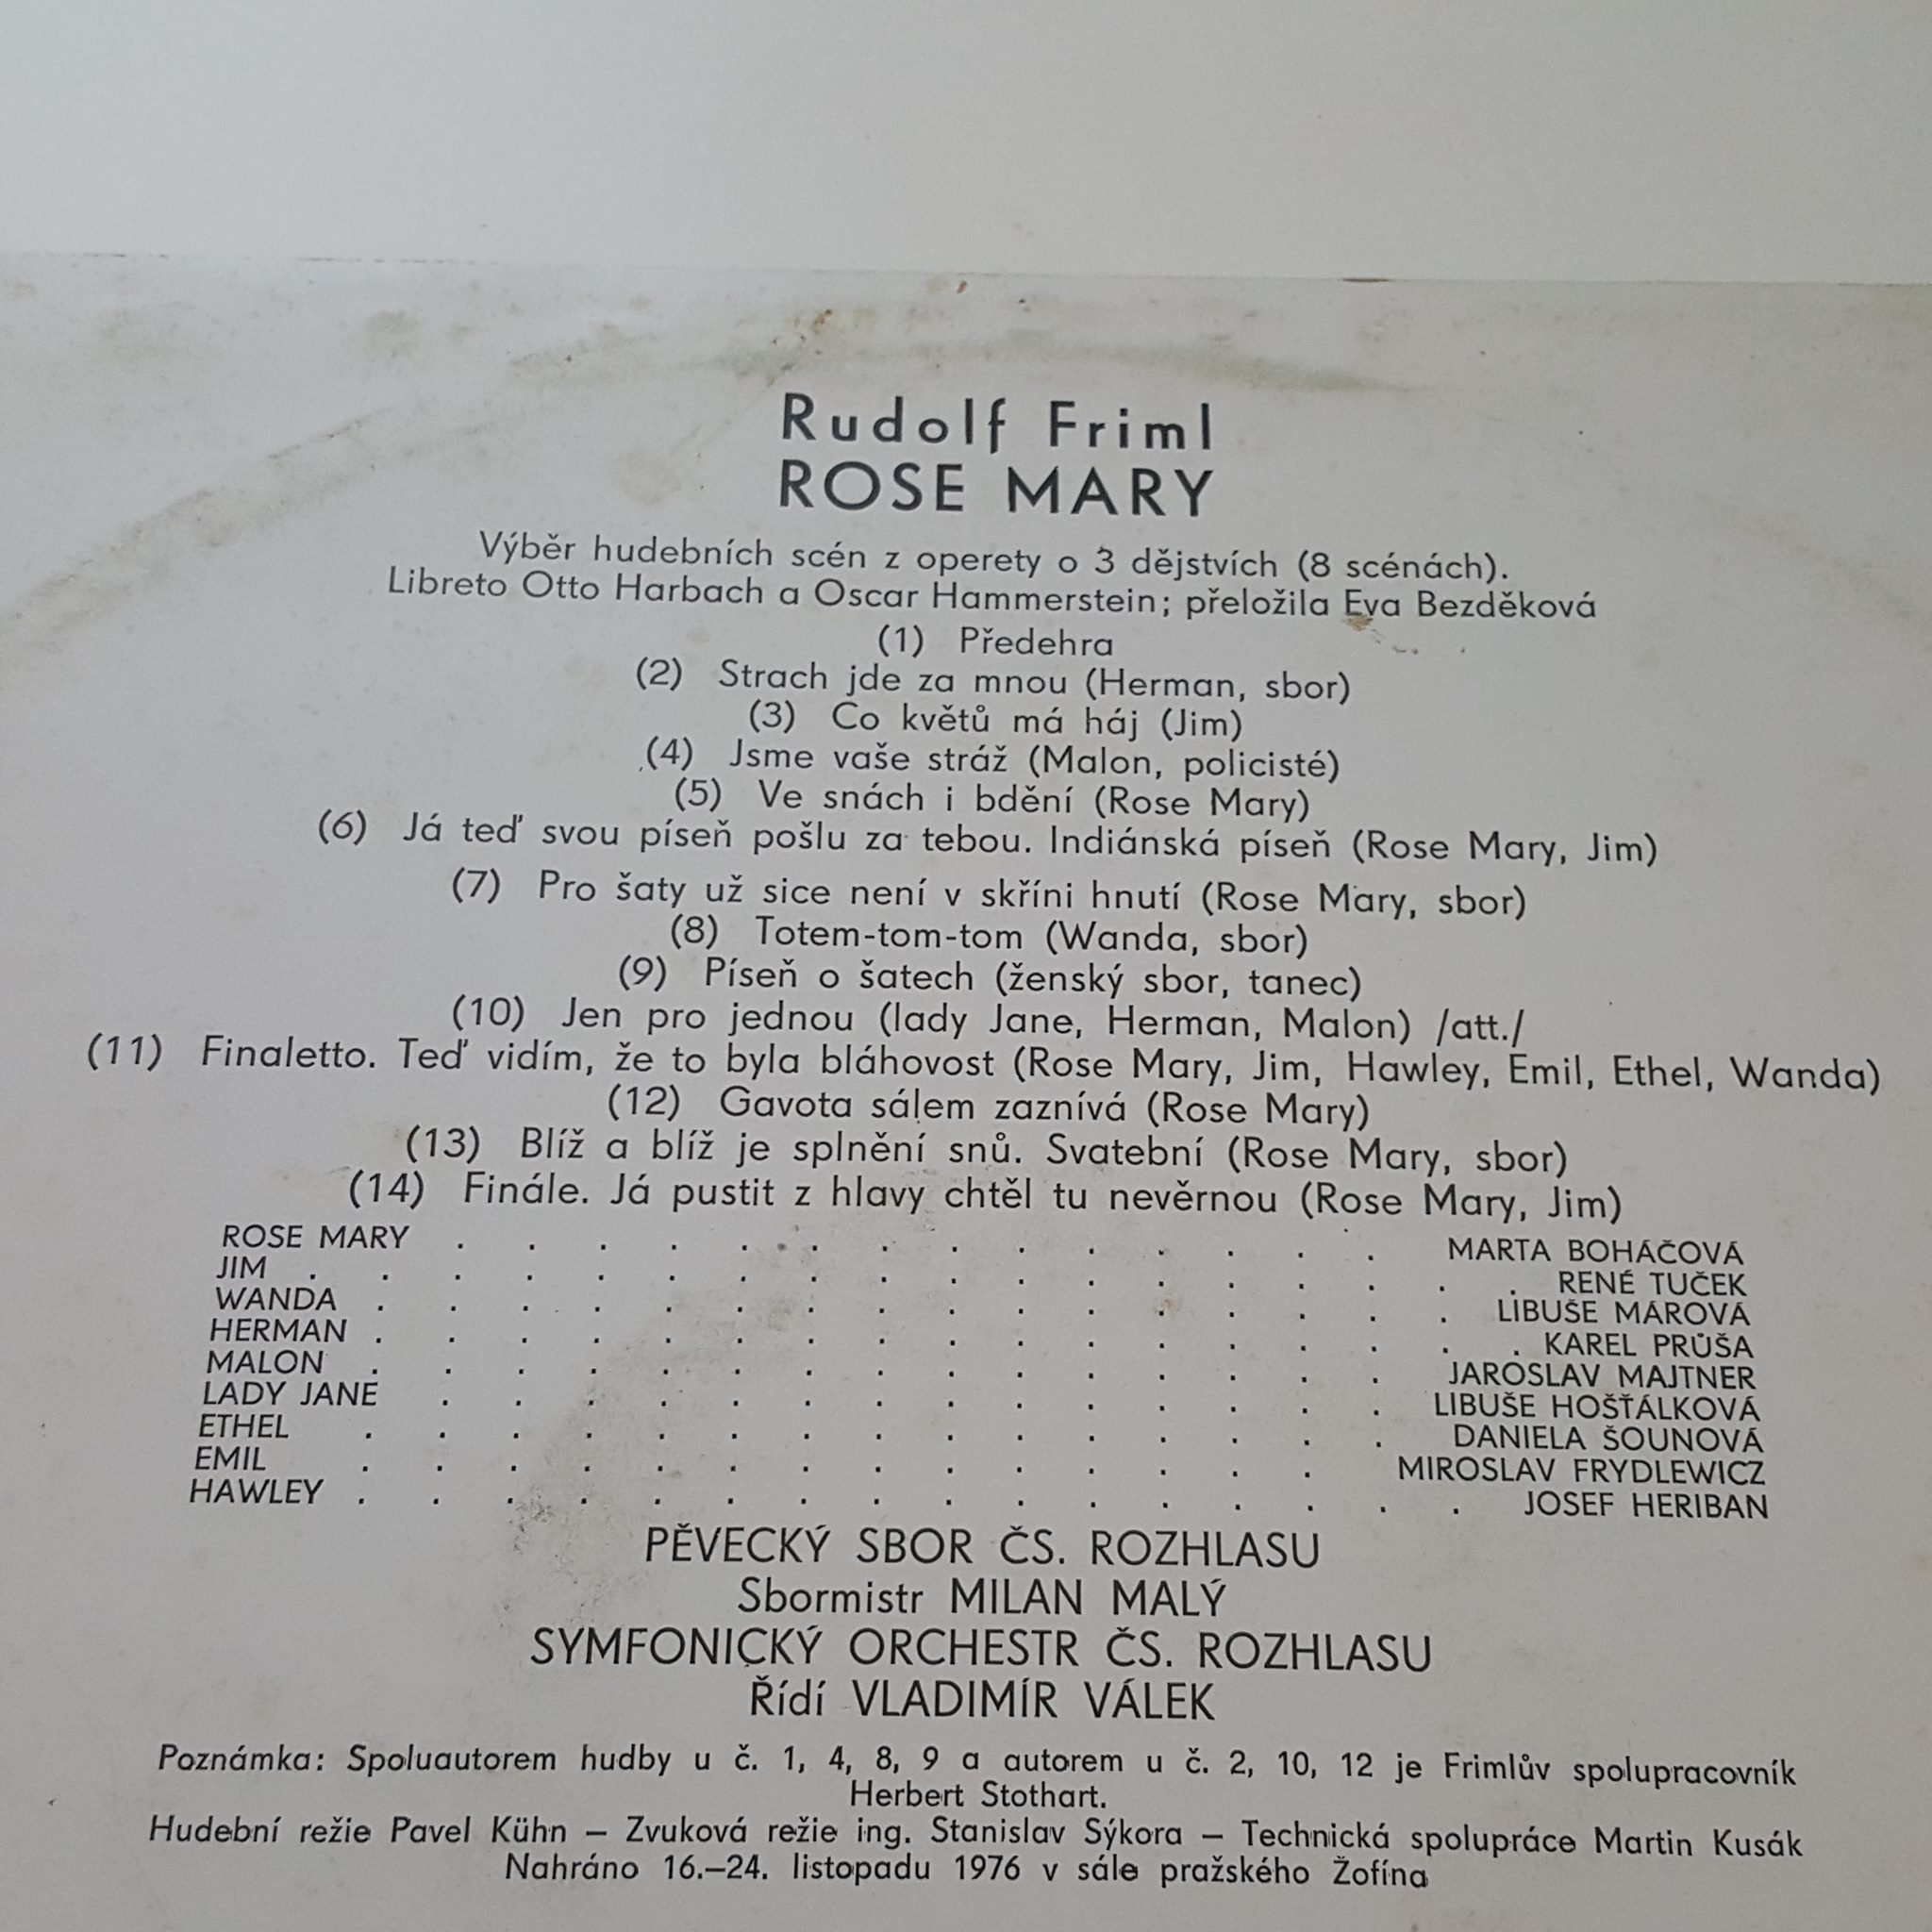 Rudolf Friml
ROSE MARY
Výběr hudebních scén z operety o 3 dějstvích (8 scénách).
Libreto Otto Harbach a Oscar Hammerstein; přeložila Eva Bezděková
(1) Předehra
(2) Strach jde za mnou (Herman, sbor)
(3) Co květů má háj (Jim)
(4) Jsme vaše stráž (Malon, policisté)
(5) Ve snách i bdění (Rose Mary)
(6) Já teď svou píseň pošlu za tebou. Indiánská píseň (Rose Mary, Jim)
(7) Pro šaty už sice není v skříni hnutí (Rose Mary, sbor)
(8) Totem-tom-tom (Wanda, sbor)
(9) Píseň o šatech (ženský sbor, tanec)
(10) Jen pro jednou (lady Jane, Herman, Malon) /att./
(11) Finaletto. Teď vidím, že to byla bláhovost (Rose Mary, Jim, Hawley, Emil, Ethel, Wanda)
(12) Gavota sálem zaznívá (Rose Mary)
(13) Blíž a blíž je splnění snů. Svatební (Rose Mary, sbor)
(14) Finále. Já pustit z hlavy chtěl tu nevěrnou (Rose Mary, Jim)
ROSE MARY . . . . . . . . . . . . . . MARTA BOHÁČOVÁ
JIM . . . . . . . . . . . . . . . . . . RENÉ TUČEK
WANDA . . . . . . . . . . . . . . . . LIBUŠE MÁROVÁ
HERMAN . . . . . . . . . . . . . . . . . KAREL PRŮŠA
MALON . . . . . . . . . . . . . . . JAROSLAV MAJTNER
LADY JANE . . . . . . . . . . . . . . LIBUŠE HOŠŤÁLKOVÁ
ETHEL . . . . . . . . . . . . . . . DANIELA ŠOUNOVÁ
EMIL . . . . . . . . . . . . . . MIROSLAV FRYDLEWICZ
HAWLEY . . . . . . . . . . . . . . . . JOSEF HERIBAN
PĚVECKÝ SBOR ČS. ROZHLASU
Sbormistr MILAN MALÝ
SYMFONICKÝ ORCHESTR ČS. ROZHLASU
Řídí VLADIMÍR VÁLEK
Poznámka: Spoluautorem hudby u č. 1, 4, 8, 9 a autorem u č. 2, 10, 12 je Frimlův spolupracovník
Herbert Stothart.
Hudební režie Pavel Kühn – Zvuková režie ing. Stanislav Sýkora – Technická spolupráce Martin Kusák
Nahráno 16.–24. listopadu 1976 v sále pražského Žofína